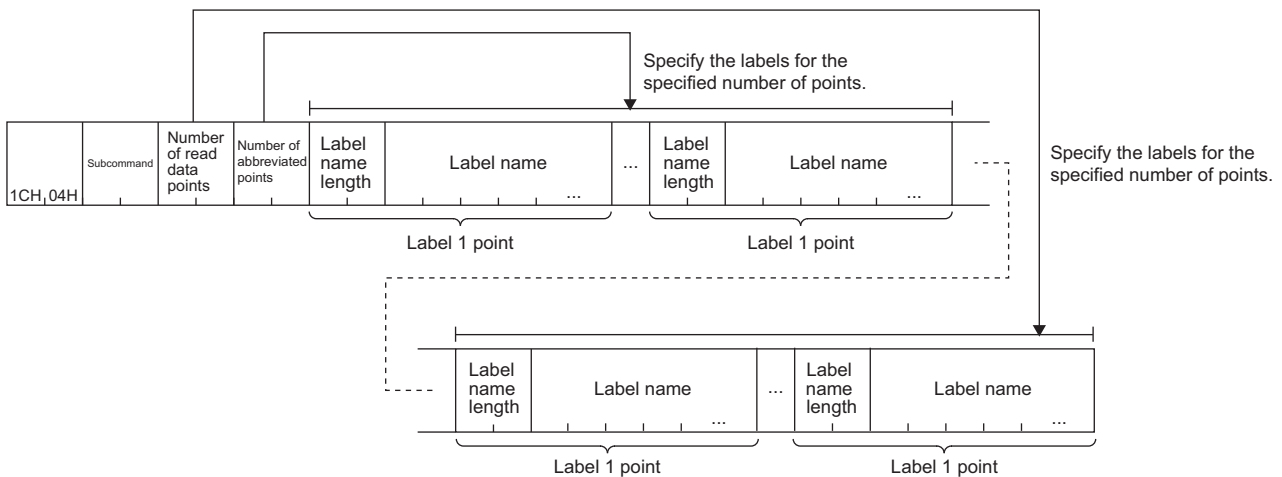 Specify the labels for the
specified number of points.
1CH 04H
Subcommand
Number
of read
data
points
Number of
abbreviated
points
Label
name
length
Label name
...
...
Label
name
length
Label name
...
Label 1 point
Label 1 point
Specify the labels for the
specified number of points.
Label
name
length
Label name
...
...
Label
name
length
Label name
...
Label 1 point
Label 1 point